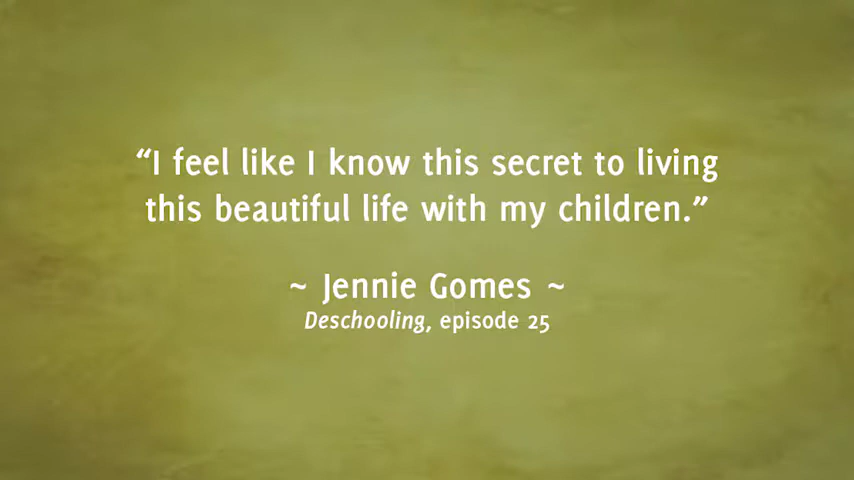 “I feel like I know this secret to living
this beautiful life with my children.”
~ Jennie Gomes ~
Deschooling, episode 25